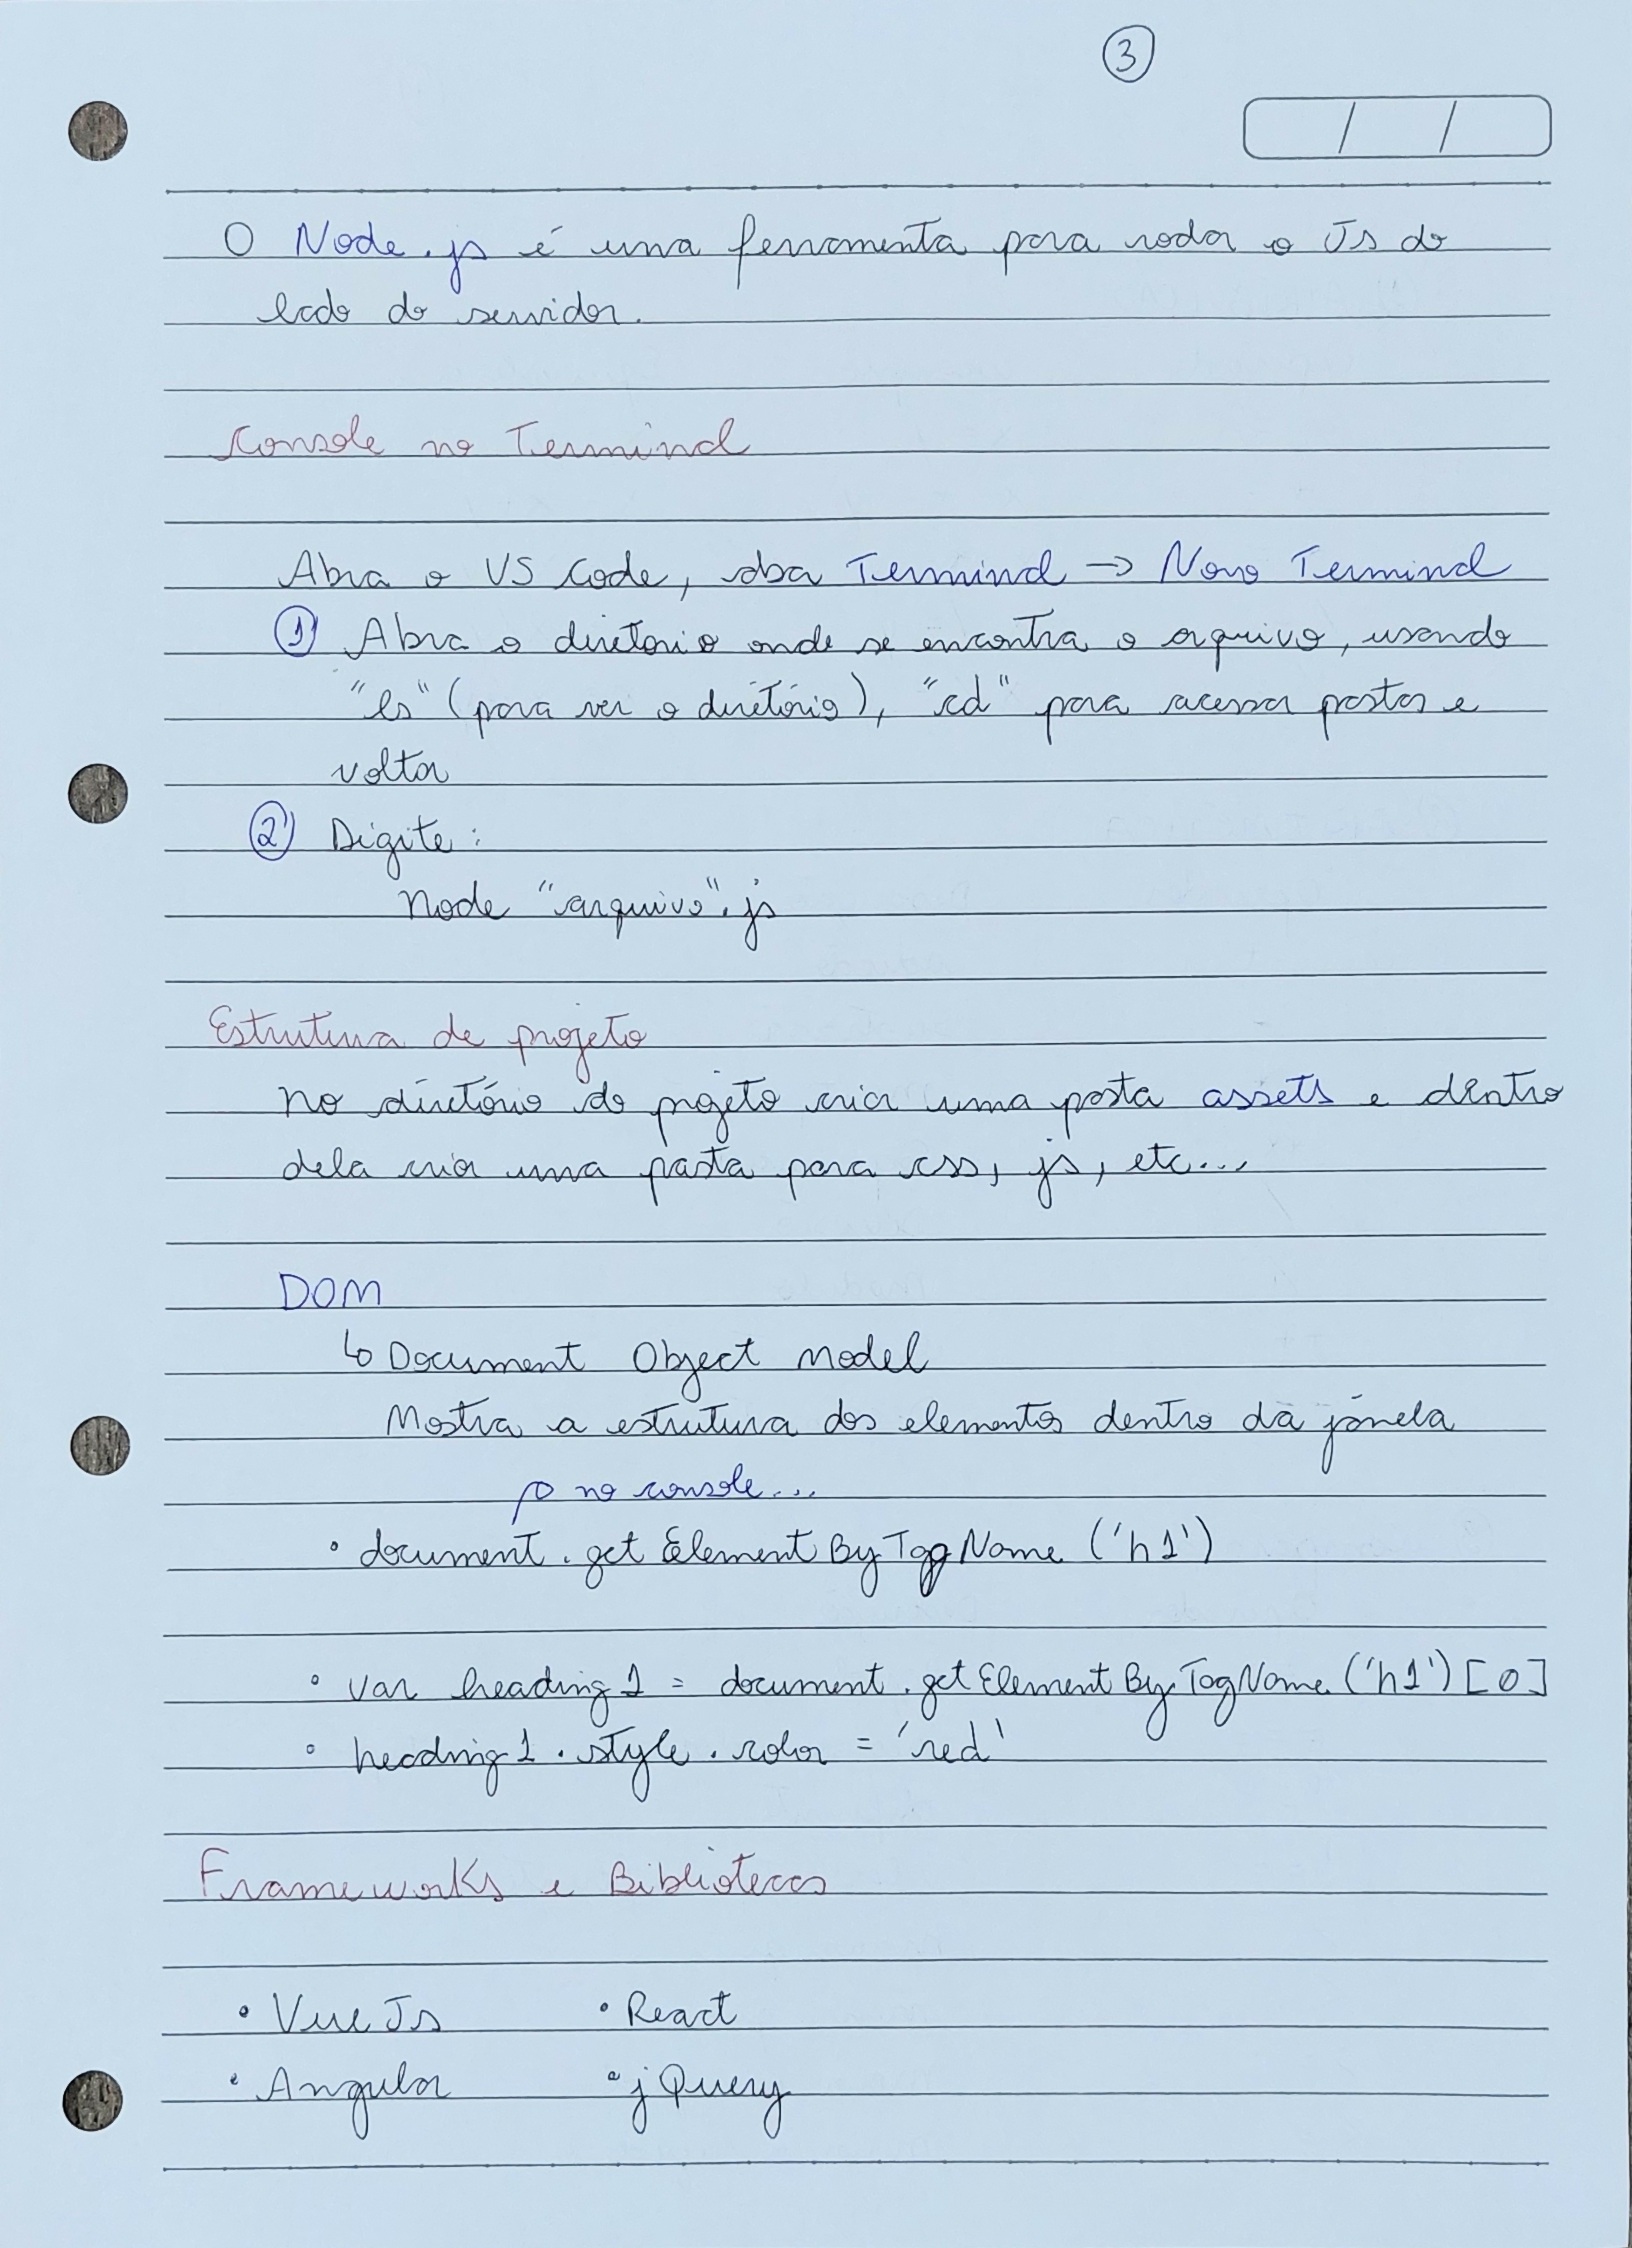 3
/ /
O Node.js é uma ferramenta para rodar o Js do
lado do servidor.
Console no Terminal
Abra o VS Code, aba Terminal → Novo Terminal
1 Abra o diretorio onde se encontra o arquivo, usando
"ls" (para ver o diretório), "cd" para acessar pastas e
voltar
2 Digite:
Node "arquivo".js
Estrutura de projeto
No diretório do projeto criar uma pasta assets e dentro
dela criar uma pasta para css, js, etc...
DOM
↳ Document Object Model
Mostra a estrutura dos elementos dentro da janela
no console...
• document.getElementByTagName('h1')
• var heading1 = document.getElementByTagName('h1')[0]
• heading1.style.color = 'red'
Frameworks e Bibliotecas
• VueJs • React
• Angular • jQuery